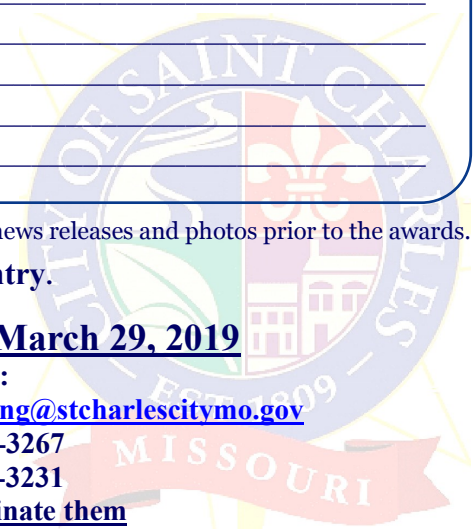 news releases and photos prior to the awards.
ntry.
March 29, 2019
:
ng@stcharlescitymo.gov
-3267
-3231
inate them
CITY OF SAINT CHARLES
EST. 1809
MISSOURI